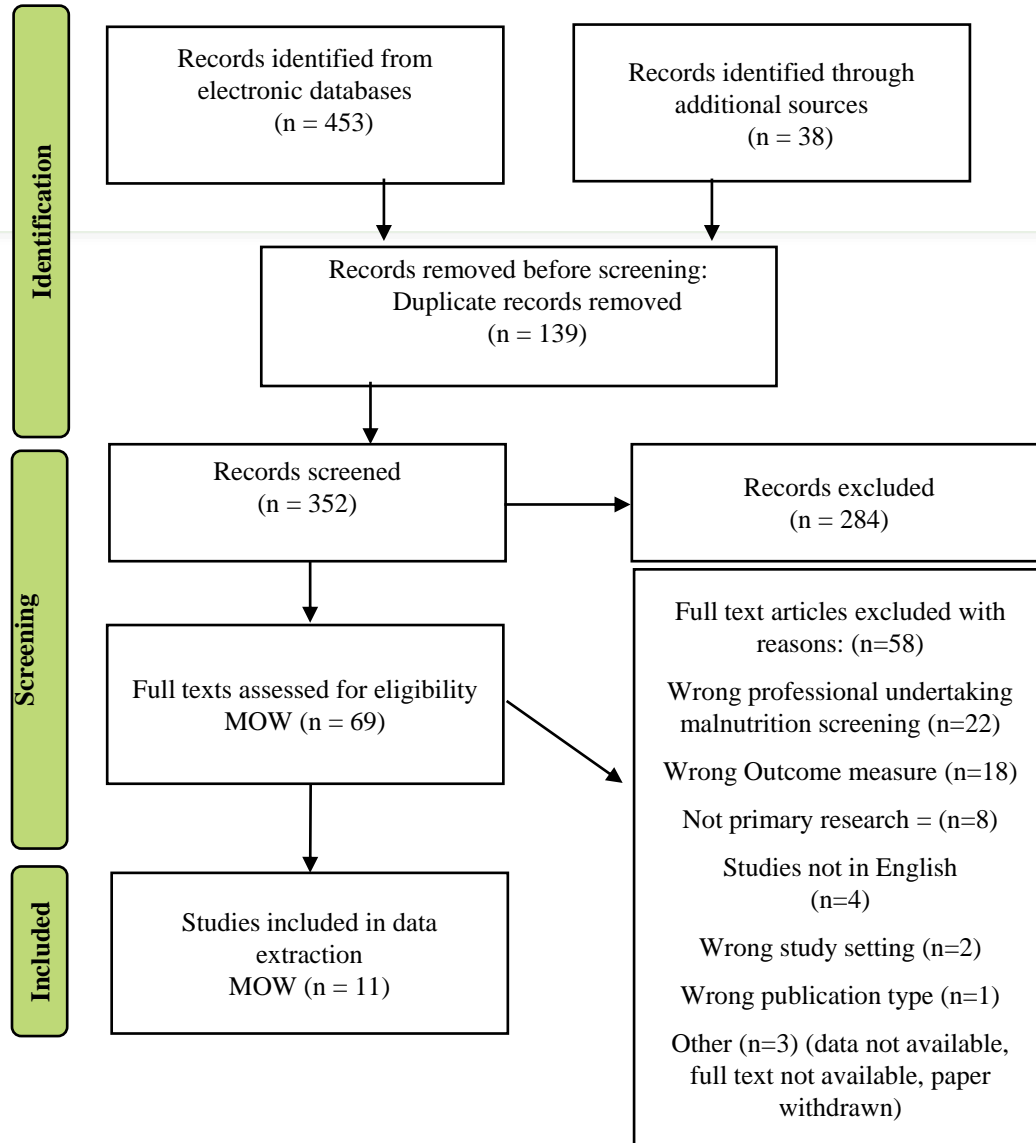 Identification
Records identified from
electronic databases
(n = 453)
Records identified through
additional sources
(n = 38)
Records removed before screening:
Duplicate records removed
(n = 139)
Screening
Records screened
(n = 352)
Records excluded
(n = 284)
Full texts assessed for eligibility
MOW (n = 69)
Full text articles excluded with
reasons: (n=58)
Wrong professional undertaking
malnutrition screening (n=22)
Wrong Outcome measure (n=18)
Not primary research = (n=8)
Studies not in English
(n=4)
Wrong study setting (n=2)
Wrong publication type (n=1)
Other (n=3) (data not available,
full text not available, paper
withdrawn)
Included
Studies included in data
extraction
MOW (n = 11)